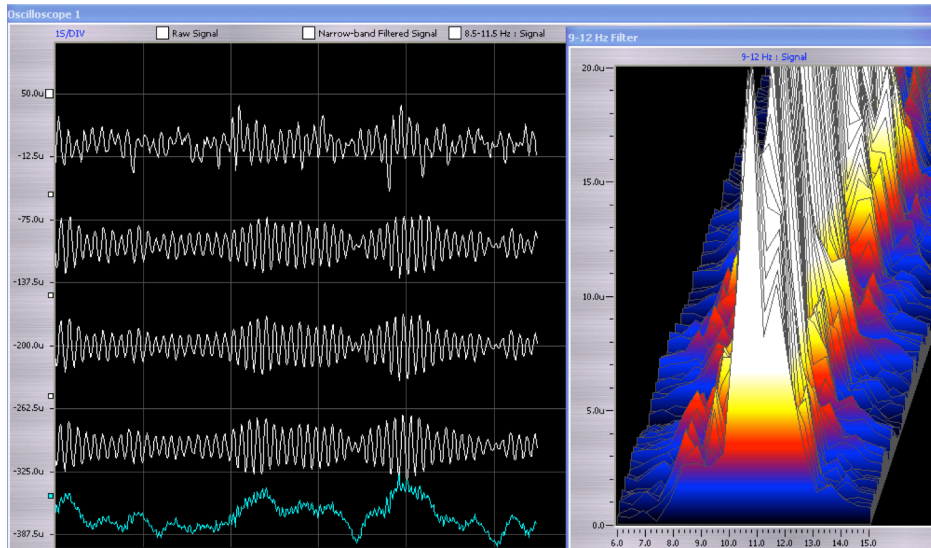 Oscilloscope 1
1S/DIV
Raw Signal
Narrow-band Filtered Signal
8.5-11.5 Hz : Signal
50.0u
-12.5u
-75.0u
-137.5u
-200.0u
-262.5u
-325.0u
-387.5u
9-12 Hz Filter
9-12 Hz : Signal
20.0u
15.0u
10.0u
5.0u
0.0
6.0 7.0 8.0 9.0 10.0 11.0 12.0 13.0 14.0 15.0